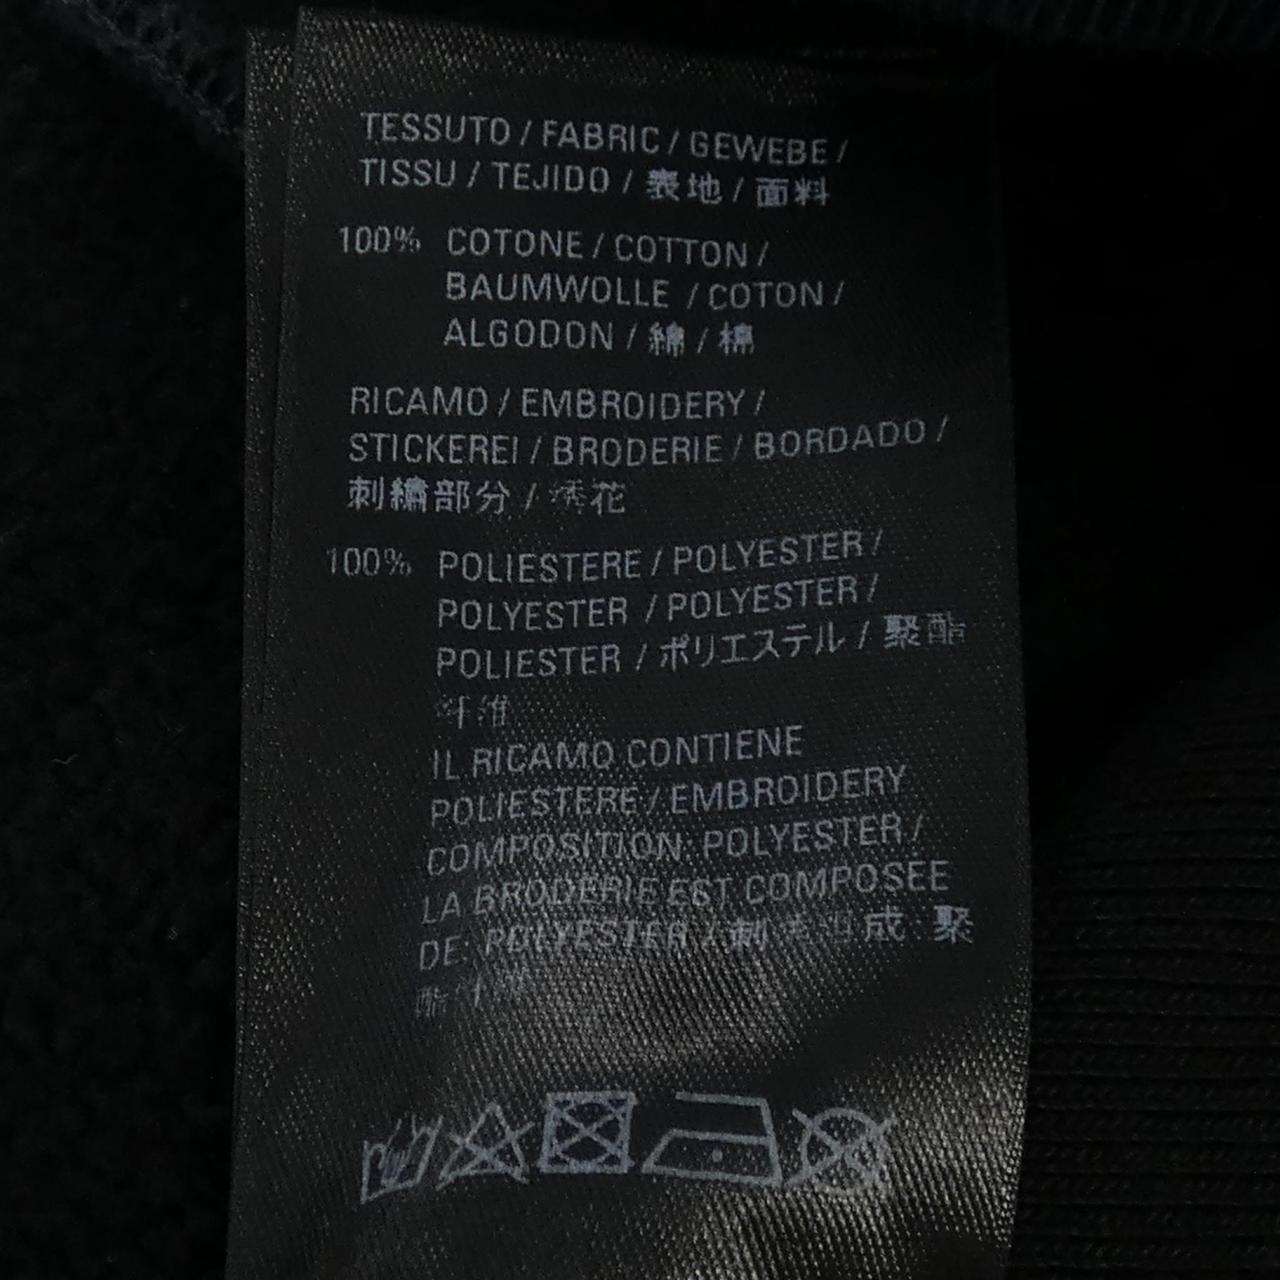 TESSUTO / FABRIC / GEWEBE /
TISSU / TEJIDO / 表地 / 面料
100% COTONE / COTTON /
BAUMWOLLE / COTON /
ALGODON / 綿 / 棉
RICAMO / EMBROIDERY /
STICKEREI / BRODERIE / BORDADO /
刺繍部分 / 绣花
100% POLIESTERE / POLYESTER /
POLYESTER / POLYESTER /
POLIESTER / ポリエステル / 聚酯
纤维
IL RICAMO CONTIENE
POLIESTERE / EMBROIDERY
COMPOSITION: POLYESTER /
LA BRODERIE EST COMPOSEE
DE: POLYESTER /